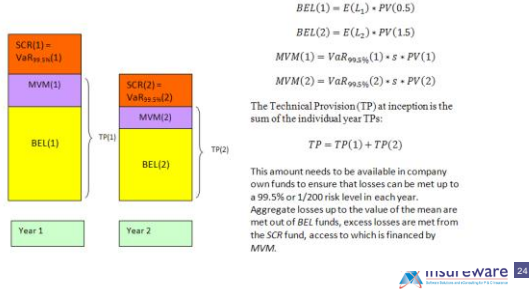 SCR(1) =
VaR99.5%(1)
MVM(1)
BEL(1)
TP(1)
SCR(2) =
VaR99.5%(2)
MVM(2)
BEL(2)
TP(2)
Year 1
Year 2
BEL(1) = E(L₁) * PV(0.5)
BEL(2) = E(L₂) * PV(1.5)
MVM(1) = VaR99.5%(1) * s * PV(1)
MVM(2) = VaR99.5%(2) * s * PV(2)
The Technical Provision (TP) at inception is the
sum of the individual year TPs:
TP = TP(1) + TP(2)
This amount needs to be available in company
own funds to ensure that losses can be met up to
a 99.5% or 1/200 risk level in each year.
Aggregate losses up to the value of the mean are
met out of BEL funds, excess losses are met from
the SCR fund, access to which is financed by
MVM.
insureware
24